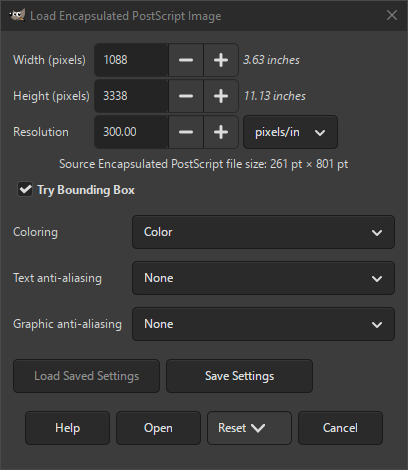 Load Encapsulated PostScript Image
Width (pixels) 1088 − + 3.63 inches
Height (pixels) 3338 − + 11.13 inches
Resolution 300.00 − + pixels/in
Source Encapsulated PostScript file size: 261 pt × 801 pt
Try Bounding Box
Coloring Color
Text anti-aliasing None
Graphic anti-aliasing None
Load Saved Settings Save Settings
Help Open Reset Cancel